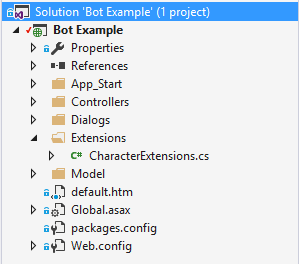 Solution 'Bot Example' (1 project)
Bot Example
Properties
References
App_Start
Controllers
Dialogs
Extensions
C# CharacterExtensions.cs
Model
default.htm
Global.asax
packages.config
Web.config